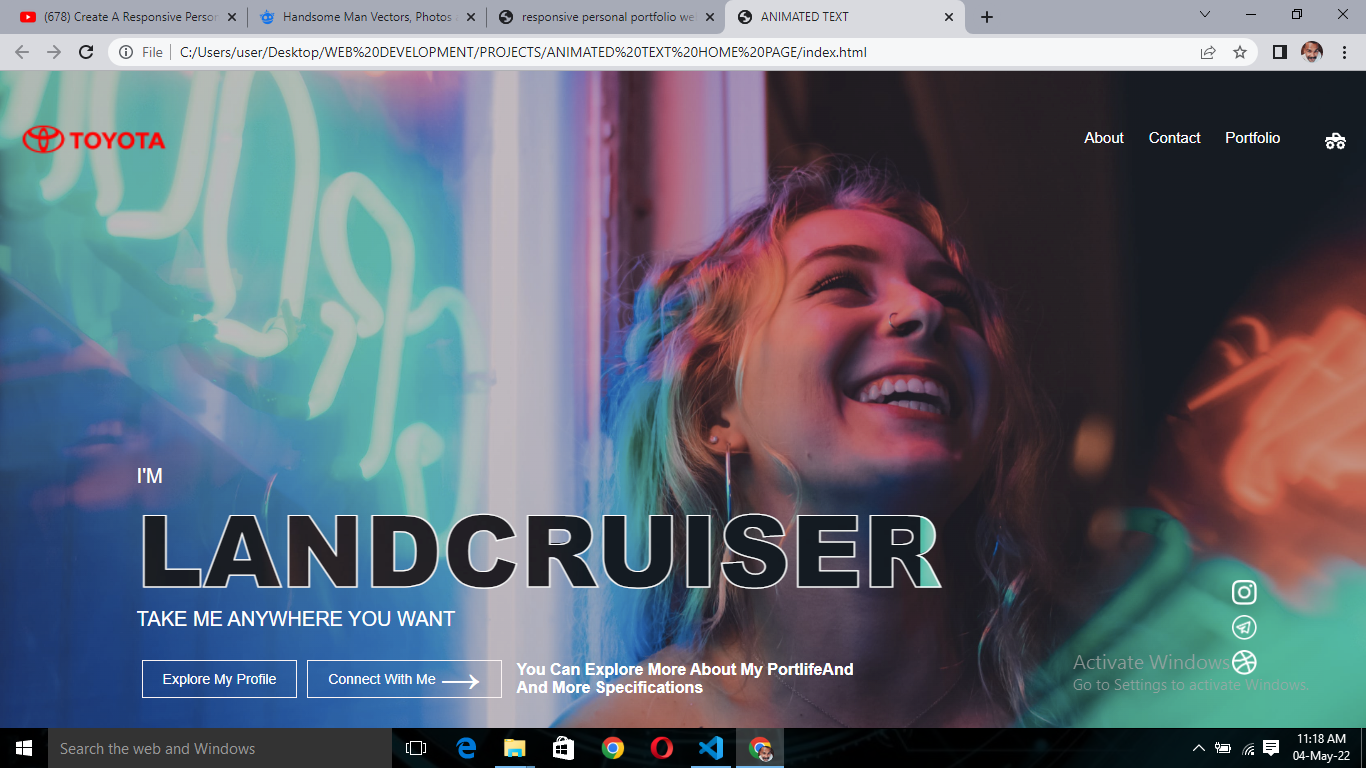 (678) Create A Responsive Person
Handsome Man Vectors, Photos
responsive personal portfolio we
ANIMATED TEXT
File
C:/Users/user/Desktop/WEB%20DEVELOPMENT/PROJECTS/ANIMATED%20TEXT%20HOME%20PAGE/index.html
TOYOTA
About Contact Portfolio
I'M
LANDCRUISER
TAKE ME ANYWHERE YOU WANT
Explore My Profile
Connect With Me
You Can Explore More About My PortlifeAnd
And More Specifications
Activate Windows
Go to Settings to activate Windows.
Search the web and Windows
11:18 AM
04-May-22